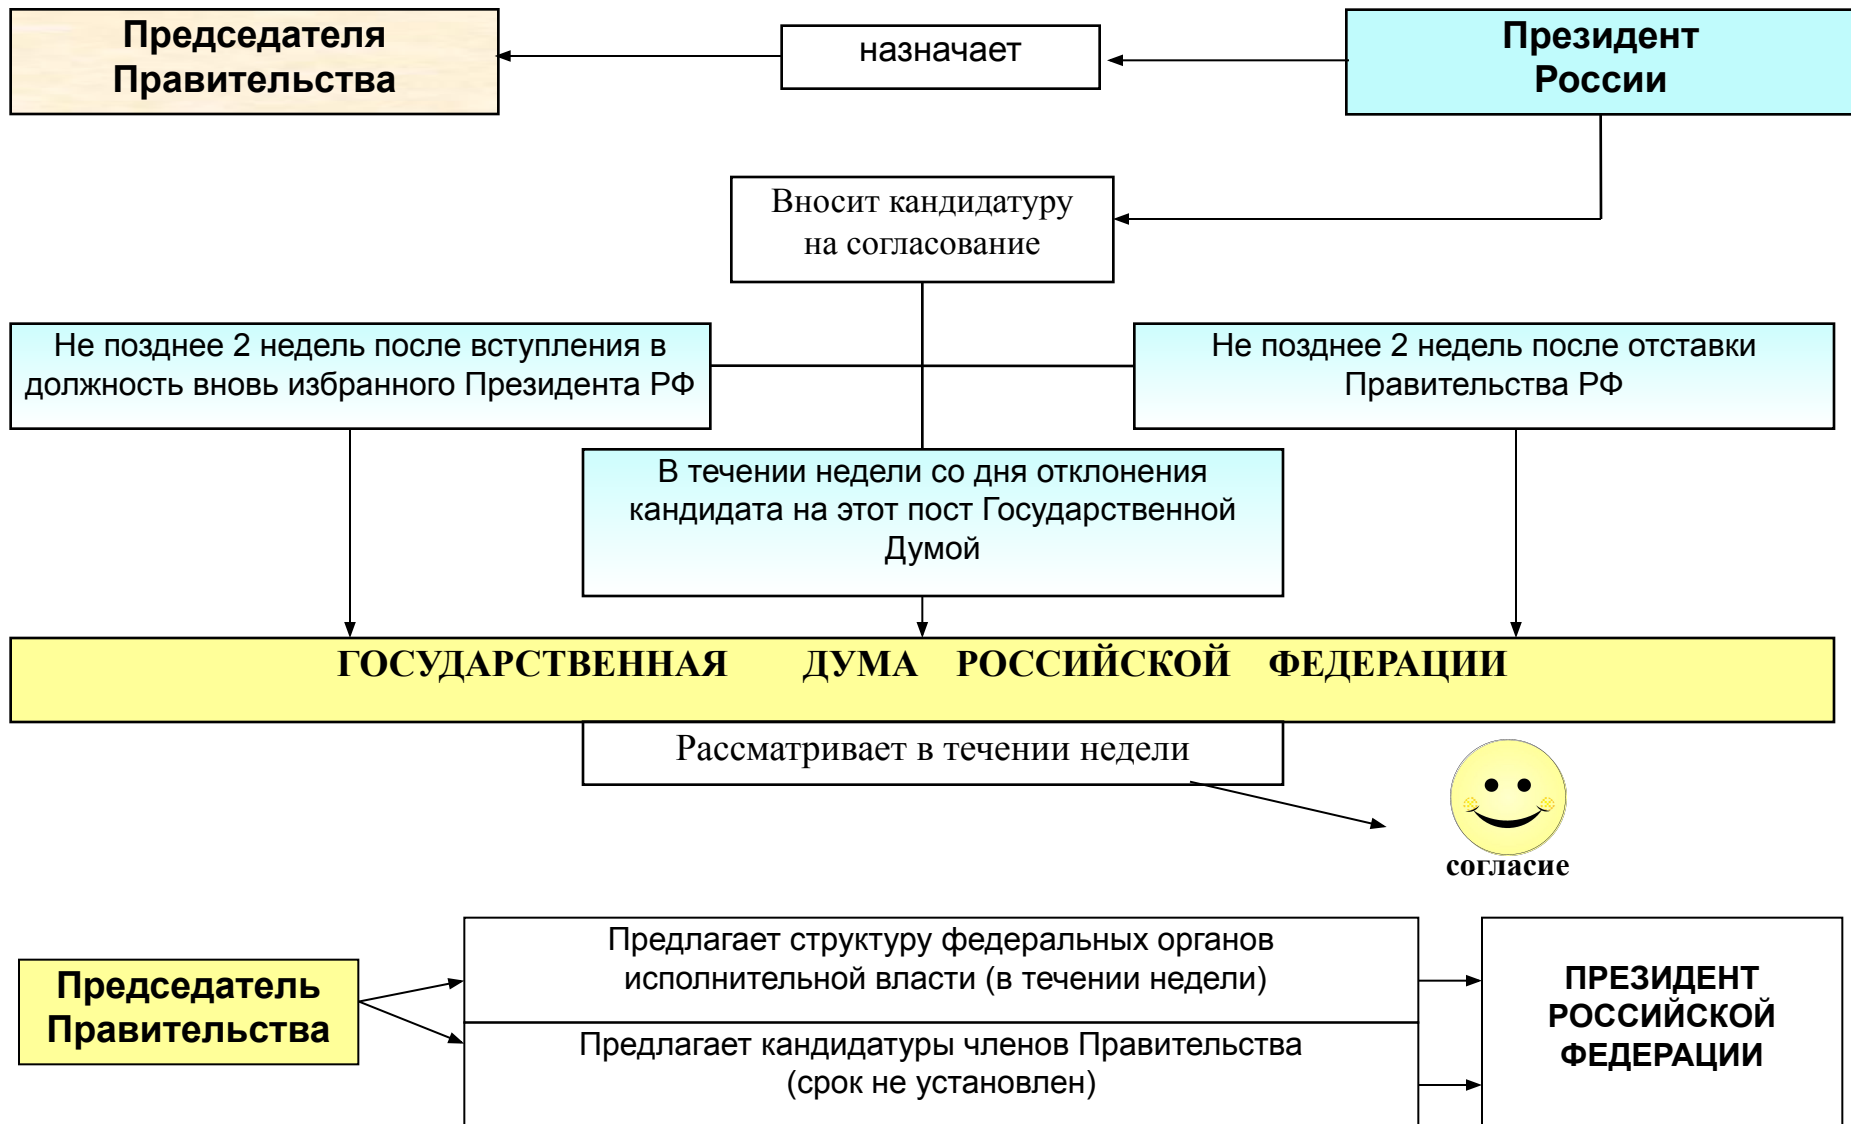 Председателя
Правительства
назначает
Президент
России
Вносит кандидатуру
на согласование
Не позднее 2 недель после вступления в
должность вновь избранного Президента РФ
Не позднее 2 недель после отставки
Правительства РФ
В течении недели со дня отклонения
кандидата на этот пост Государственной
Думой
ГОСУДАРСТВЕННАЯ ДУМА РОССИЙСКОЙ ФЕДЕРАЦИИ
Рассматривает в течении недели
согласие
Председатель
Правительства
Предлагает структуру федеральных органов
исполнительной власти (в течении недели)
Предлагает кандидатуры членов Правительства
(срок не установлен)
ПРЕЗИДЕНТ
РОССИЙСКОЙ
ФЕДЕРАЦИИ